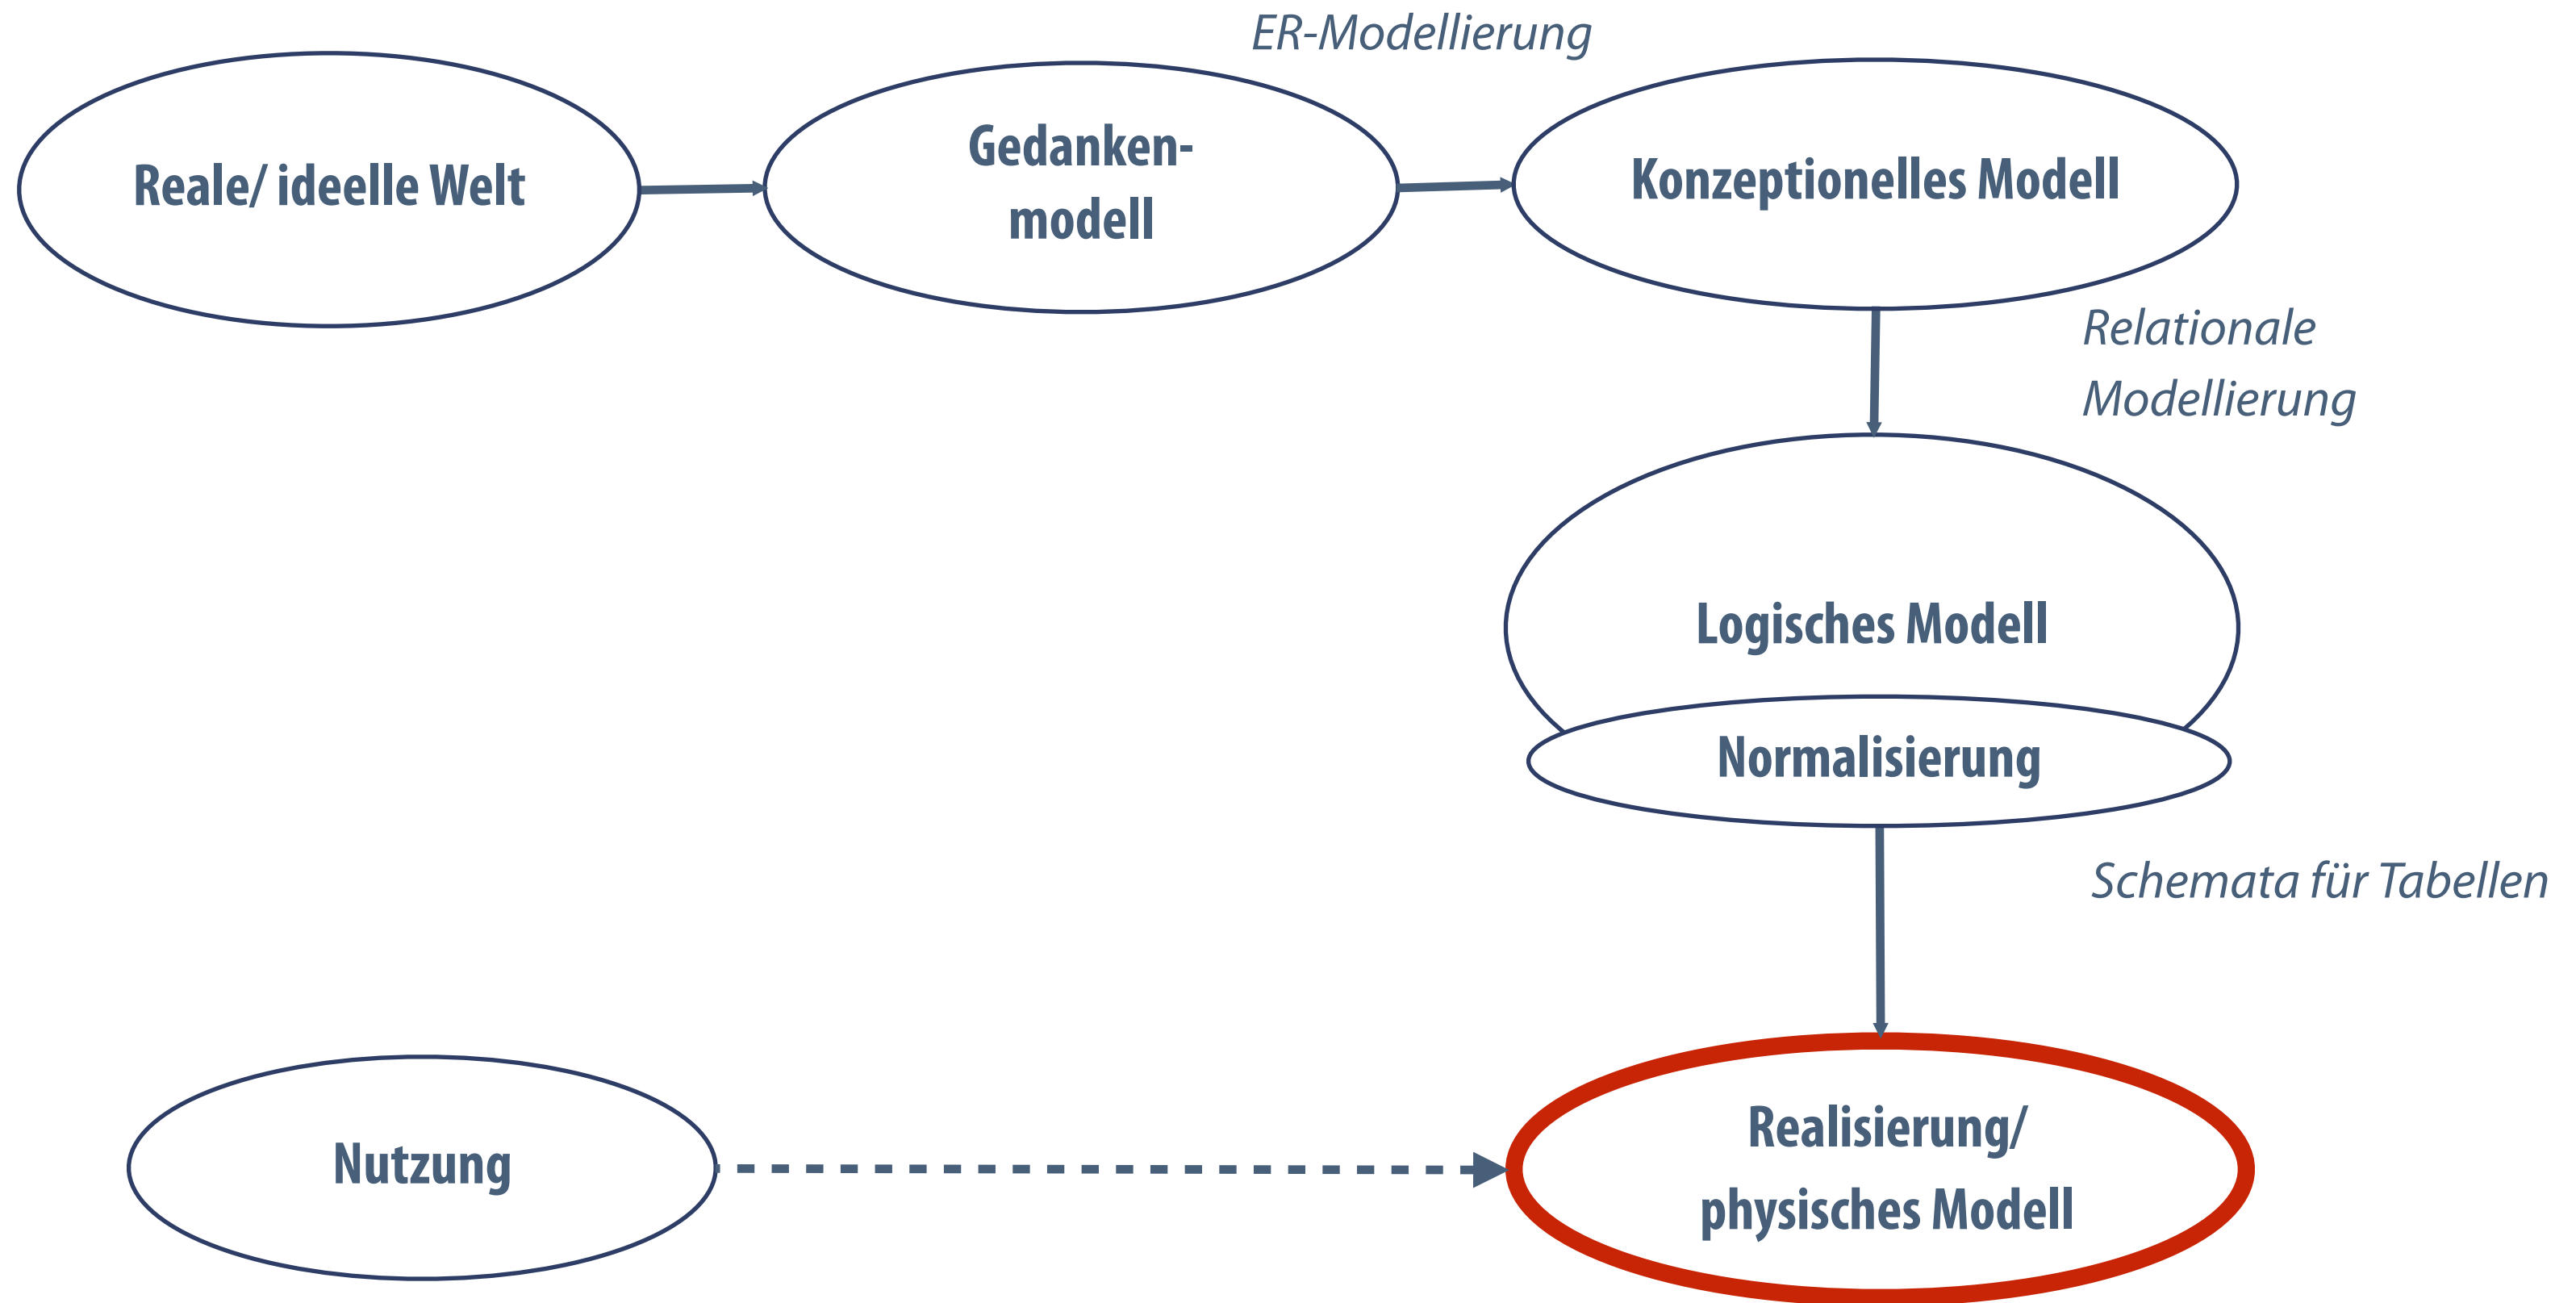 ER-Modellierung
Reale/ ideelle Welt
Gedanken-
modell
Konzeptionelles Modell
Relationale
Modellierung
Logisches Modell
Normalisierung
Schemata für Tabellen
Nutzung
Realisierung/
physisches Modell